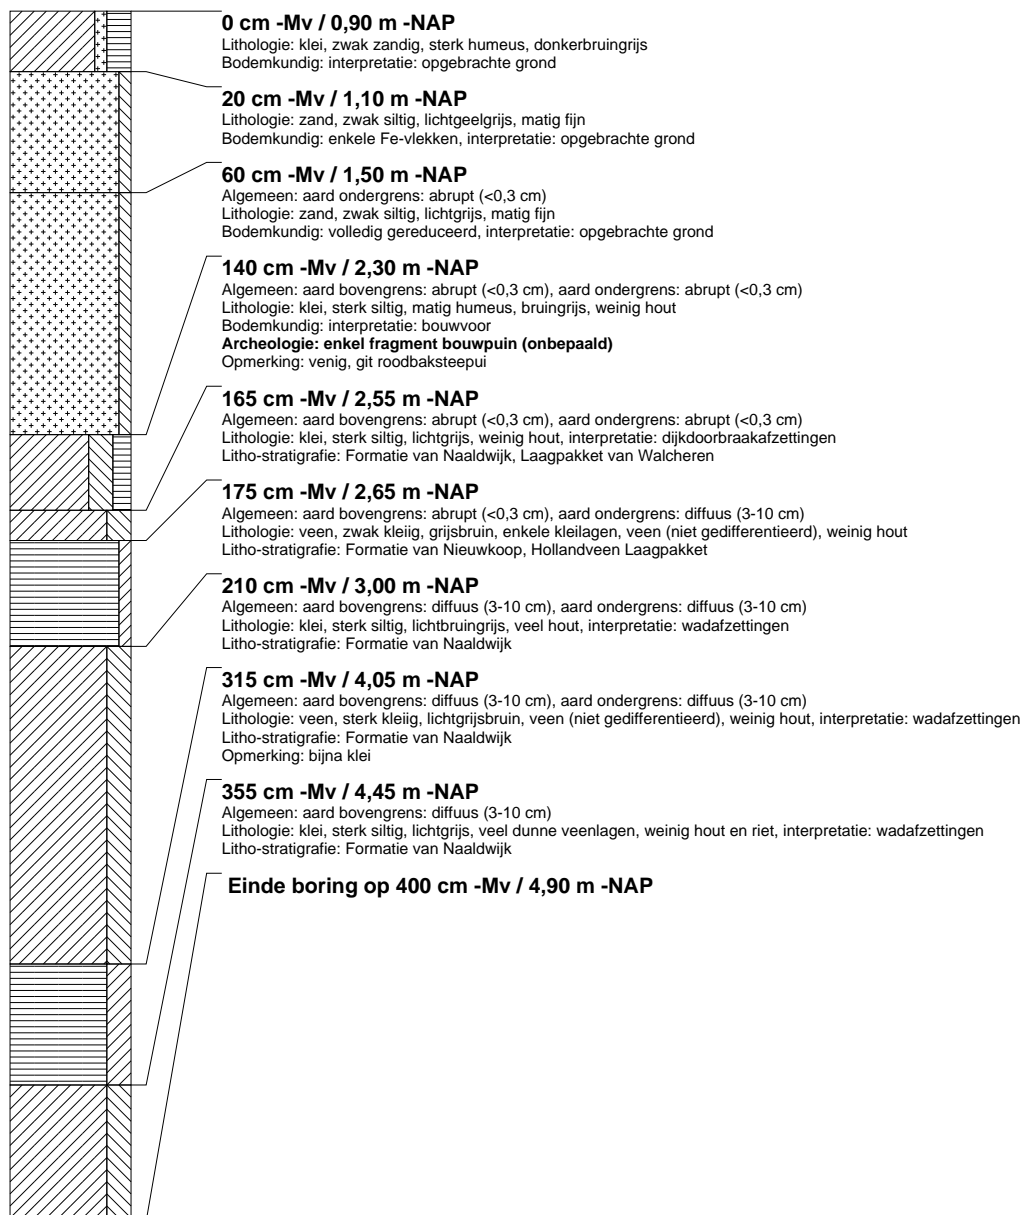 0 cm -Mv / 0,90 m -NAP
Lithologie: klei, zwak zandig, sterk humeus, donkerbruingrijs
Bodemkundig: interpretatie: opgebrachte grond
20 cm -Mv / 1,10 m -NAP
Lithologie: zand, zwak siltig, lichtgeelgrijs, matig fijn
Bodemkundig: enkele Fe-vlekken, interpretatie: opgebrachte grond
60 cm -Mv / 1,50 m -NAP
Algemeen: aard ondergrens: abrupt (<0,3 cm)
Lithologie: zand, zwak siltig, lichtgrijs, matig fijn
Bodemkundig: volledig gereduceerd, interpretatie: opgebrachte grond
140 cm -Mv / 2,30 m -NAP
Algemeen: aard bovengrens: abrupt (<0,3 cm), aard ondergrens: abrupt (<0,3 cm)
Lithologie: klei, sterk siltig, matig humeus, bruingrijs, weinig hout
Bodemkundig: interpretatie: bouwvoor
Archeologie: enkel fragment bouwpuin (onbepaald)
Opmerking: venig, git roodbaksteepui
165 cm -Mv / 2,55 m -NAP
Algemeen: aard bovengrens: abrupt (<0,3 cm), aard ondergrens: abrupt (<0,3 cm)
Lithologie: klei, sterk siltig, lichtgrijs, weinig hout, interpretatie: dijkdoorbraakafzettingen
Litho-stratigrafie: Formatie van Naaldwijk, Laagpakket van Walcheren
175 cm -Mv / 2,65 m -NAP
Algemeen: aard bovengrens: abrupt (<0,3 cm), aard ondergrens: diffuus (3-10 cm)
Lithologie: veen, zwak kleiig, grijsbruin, enkele kleilagen, veen (niet gedifferentieerd), weinig hout
Litho-stratigrafie: Formatie van Nieuwkoop, Hollandveen Laagpakket
210 cm -Mv / 3,00 m -NAP
Algemeen: aard bovengrens: diffuus (3-10 cm), aard ondergrens: diffuus (3-10 cm)
Lithologie: klei, sterk siltig, lichtbruingrijs, veel hout, interpretatie: wadafzettingen
Litho-stratigrafie: Formatie van Naaldwijk
315 cm -Mv / 4,05 m -NAP
Algemeen: aard bovengrens: diffuus (3-10 cm), aard ondergrens: diffuus (3-10 cm)
Lithologie: veen, sterk kleiig, lichtgrijsbruin, veen (niet gedifferentieerd), weinig hout, interpretatie: wadafzettingen
Litho-stratigrafie: Formatie van Naaldwijk
Opmerking: bijna klei
355 cm -Mv / 4,45 m -NAP
Algemeen: aard bovengrens: diffuus (3-10 cm)
Lithologie: klei, sterk siltig, lichtgrijs, veel dunne veenlagen, weinig hout en riet, interpretatie: wadafzettingen
Litho-stratigrafie: Formatie van Naaldwijk
Einde boring op 400 cm -Mv / 4,90 m -NAP